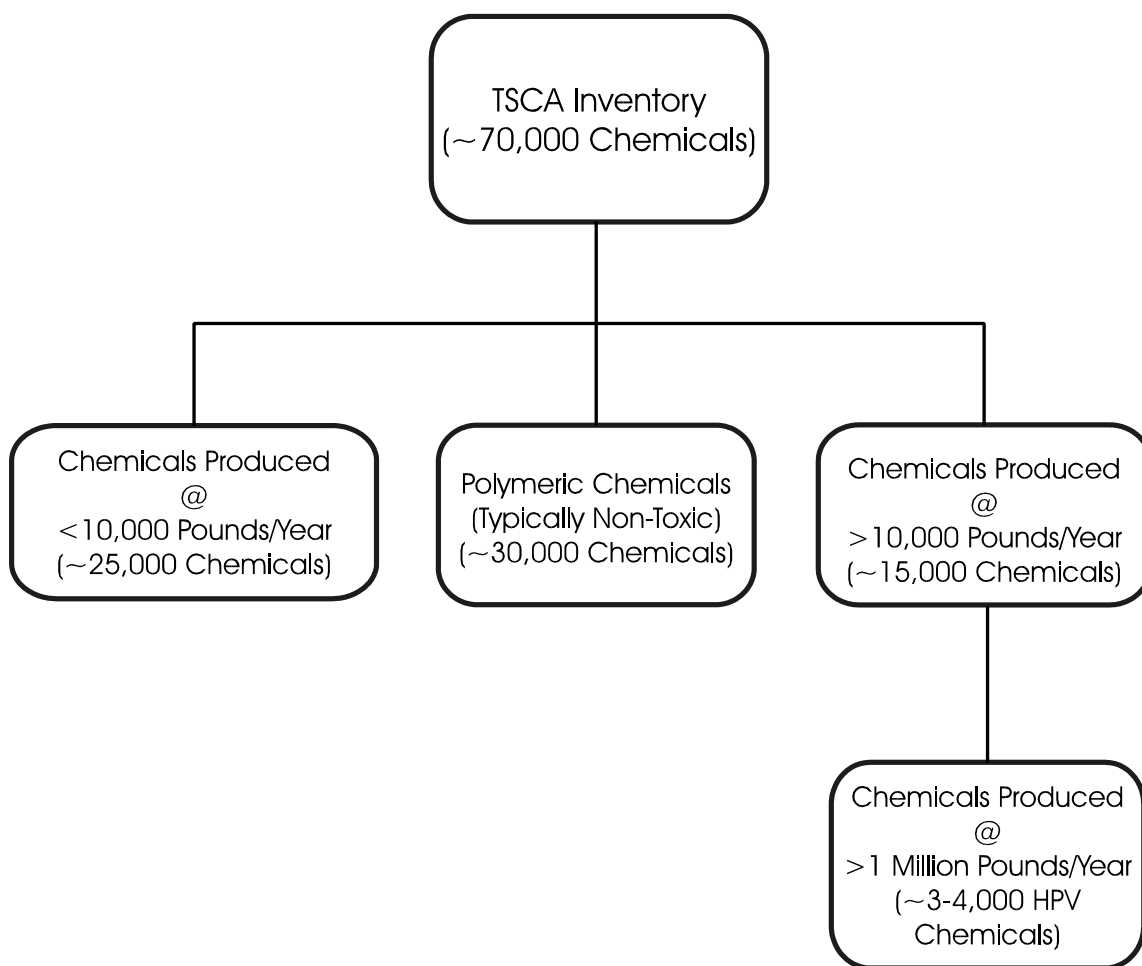 TSCA Inventory
(~70,000 Chemicals)
Chemicals Produced
@
<10,000 Pounds/Year
(~25,000 Chemicals)
Polymeric Chemicals
(Typically Non-Toxic)
(~30,000 Chemicals)
Chemicals Produced
@
>10,000 Pounds/Year
(~15,000 Chemicals)
Chemicals Produced
@
>1 Million Pounds/Year
(~3-4,000 HPV
Chemicals)